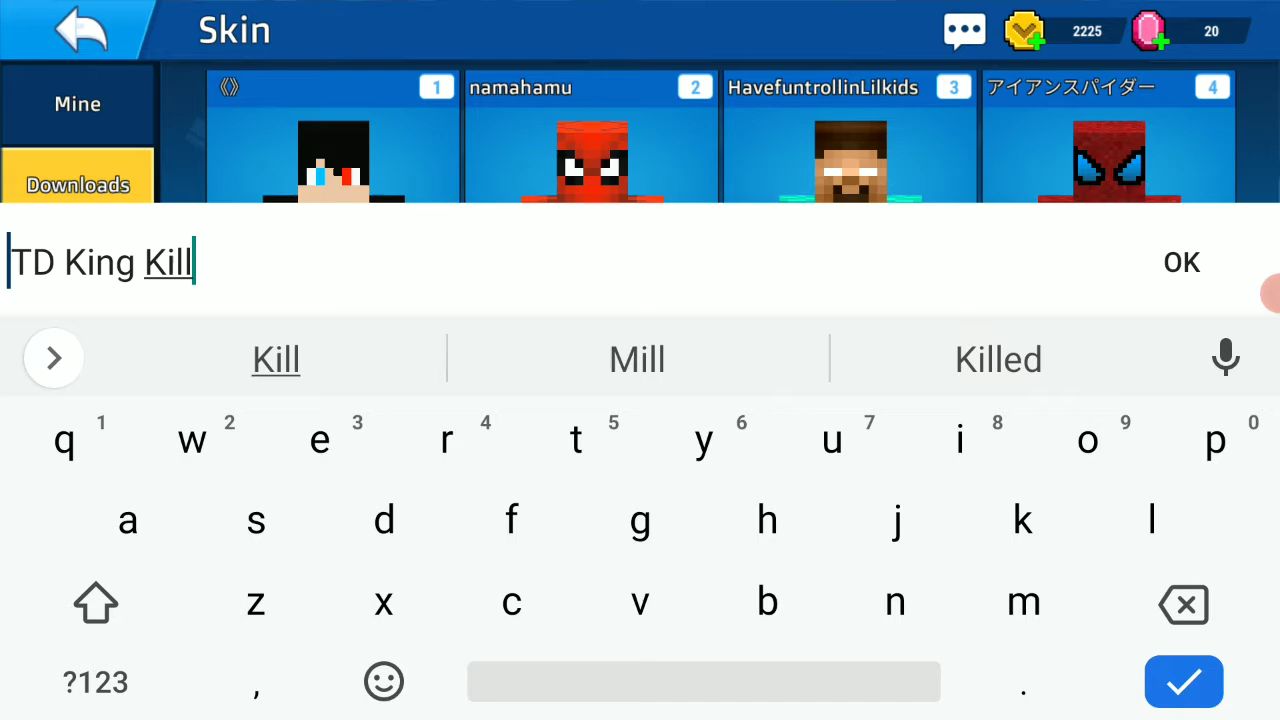 Skin
2225
20
Mine
《》
1
namahamu
2
HavefuntrollinLilkids
3
アイアンスパイダー
4
Downloads
TD King Kill
OK
Kill
Mill
Killed
q 1 w 2 e 3 r 4 t 5 y 6 u 7 i 8 o 9 p 0
a s d f g h j k l
z x c v b n m
?123 , .